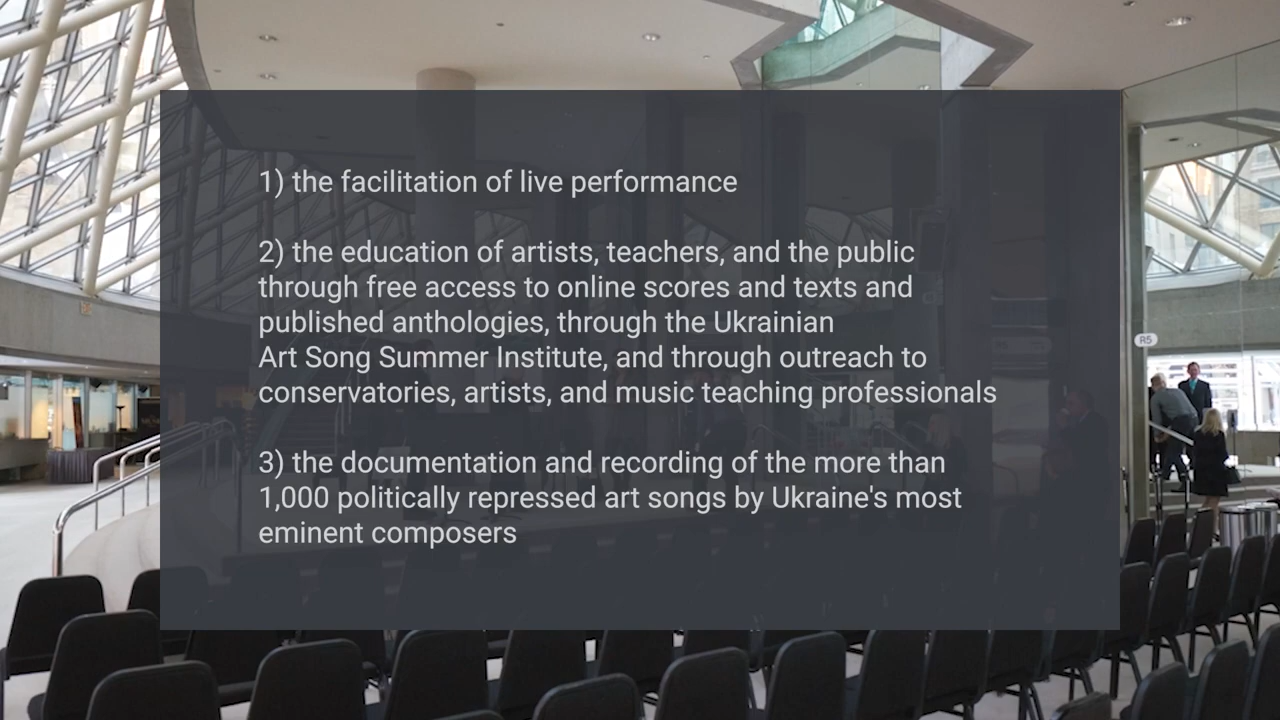 1) the facilitation of live performance
2) the education of artists, teachers, and the public
through free access to online scores and texts and
published anthologies, through the Ukrainian
Art Song Summer Institute, and through outreach to
conservatories, artists, and music teaching professionals
3) the documentation and recording of the more than
1,000 politically repressed art songs by Ukraine's most
eminent composers
R5